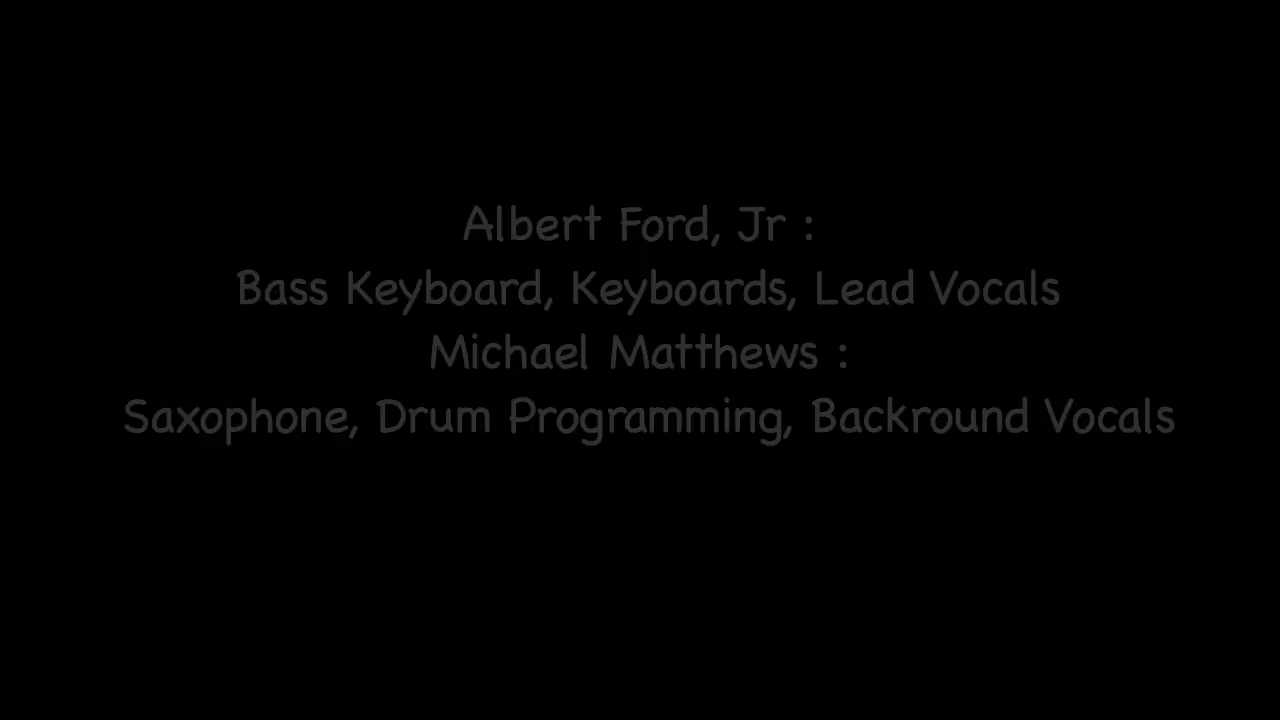 Albert Ford, Jr :
Bass Keyboard, Keyboards, Lead Vocals
Michael Matthews :
Saxophone, Drum Programming, Backround Vocals